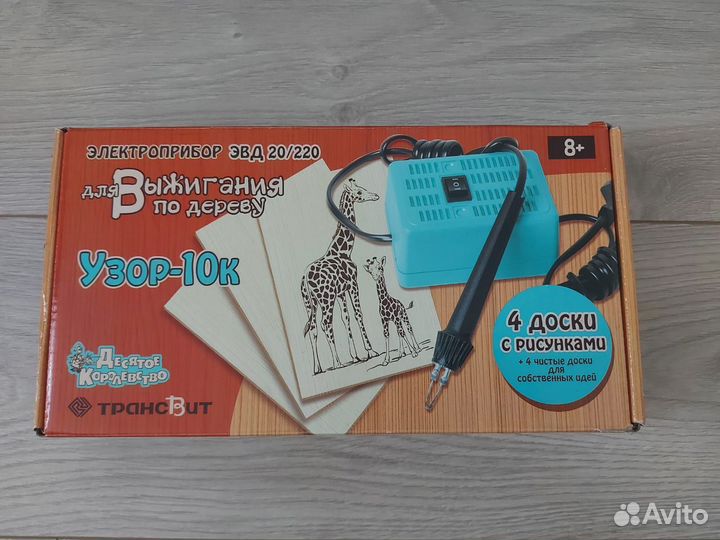 ЭЛЕКТРОПРИБОР ЭВД 20/220
8+
для Выжигания
по дереву
Узор-10к
4 доски
с рисунками
+ 4 чистые доски
для
собственных идей
Десятое
Королевство
ТРАНСВИТ
Avito